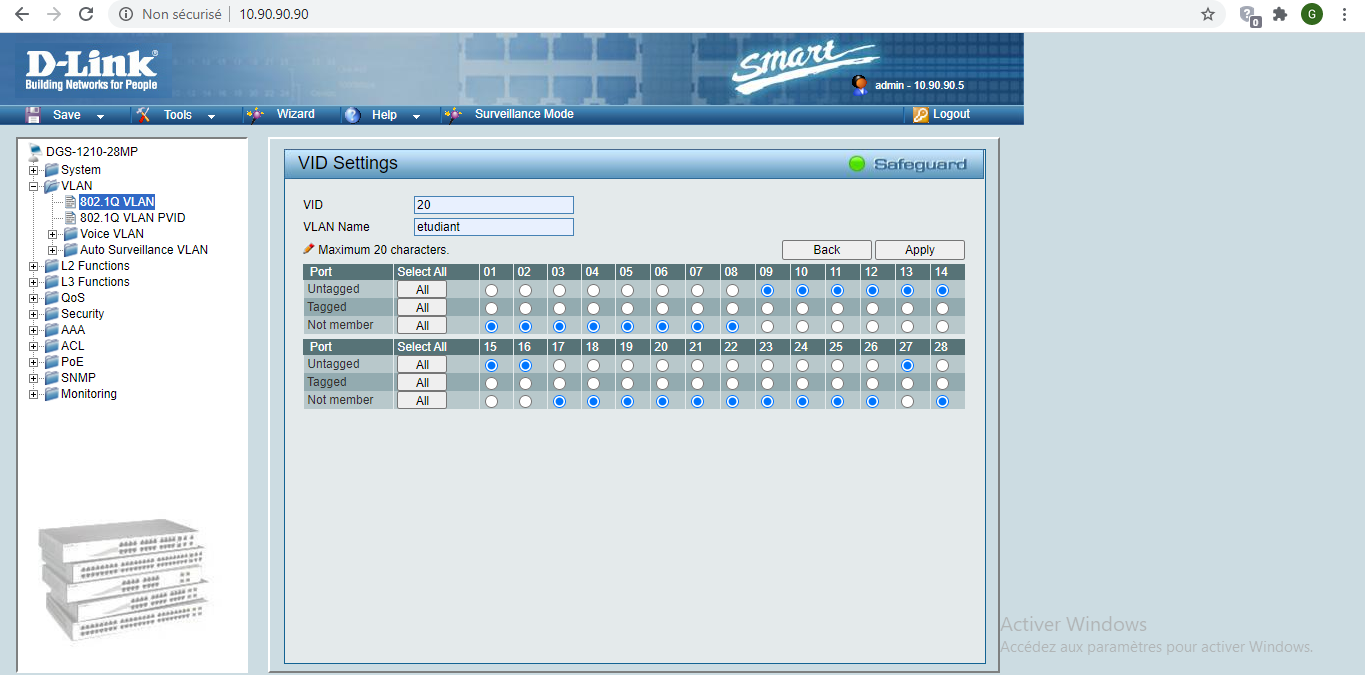 Non sécurisé | 10.90.90.90
G
D-Link®
Building Networks for People
smart
admin - 10.90.90.5
Save Tools Wizard Help Surveillance Mode Logout
DGS-1210-28MP
System
VLAN
802.1Q VLAN
802.1Q VLAN PVID
Voice VLAN
Auto Surveillance VLAN
L2 Functions
L3 Functions
QoS
Security
AAA
ACL
PoE
SNMP
Monitoring
VID Settings Safeguard
VID 20
VLAN Name etudiant
Maximum 20 characters. Back Apply
Port Select All 01 02 03 04 05 06 07 08 09 10 11 12 13 14
Untagged All
Tagged All
Not member All
Port Select All 15 16 17 18 19 20 21 22 23 24 25 26 27 28
Untagged All
Tagged All
Not member All
Activer Windows
Accédez aux paramètres pour activer Windows.